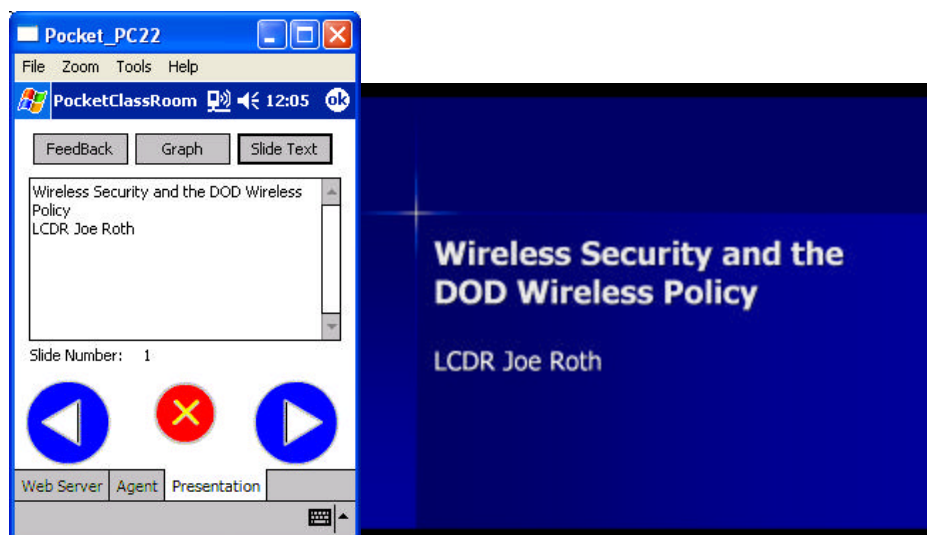 Pocket_PC22
File Zoom Tools Help
PocketClassRoom 12:05 ok
FeedBack Graph Slide Text
Wireless Security and the DOD Wireless
Policy
LCDR Joe Roth
Slide Number: 1
Web Server Agent Presentation
Wireless Security and the
DOD Wireless Policy
LCDR Joe Roth